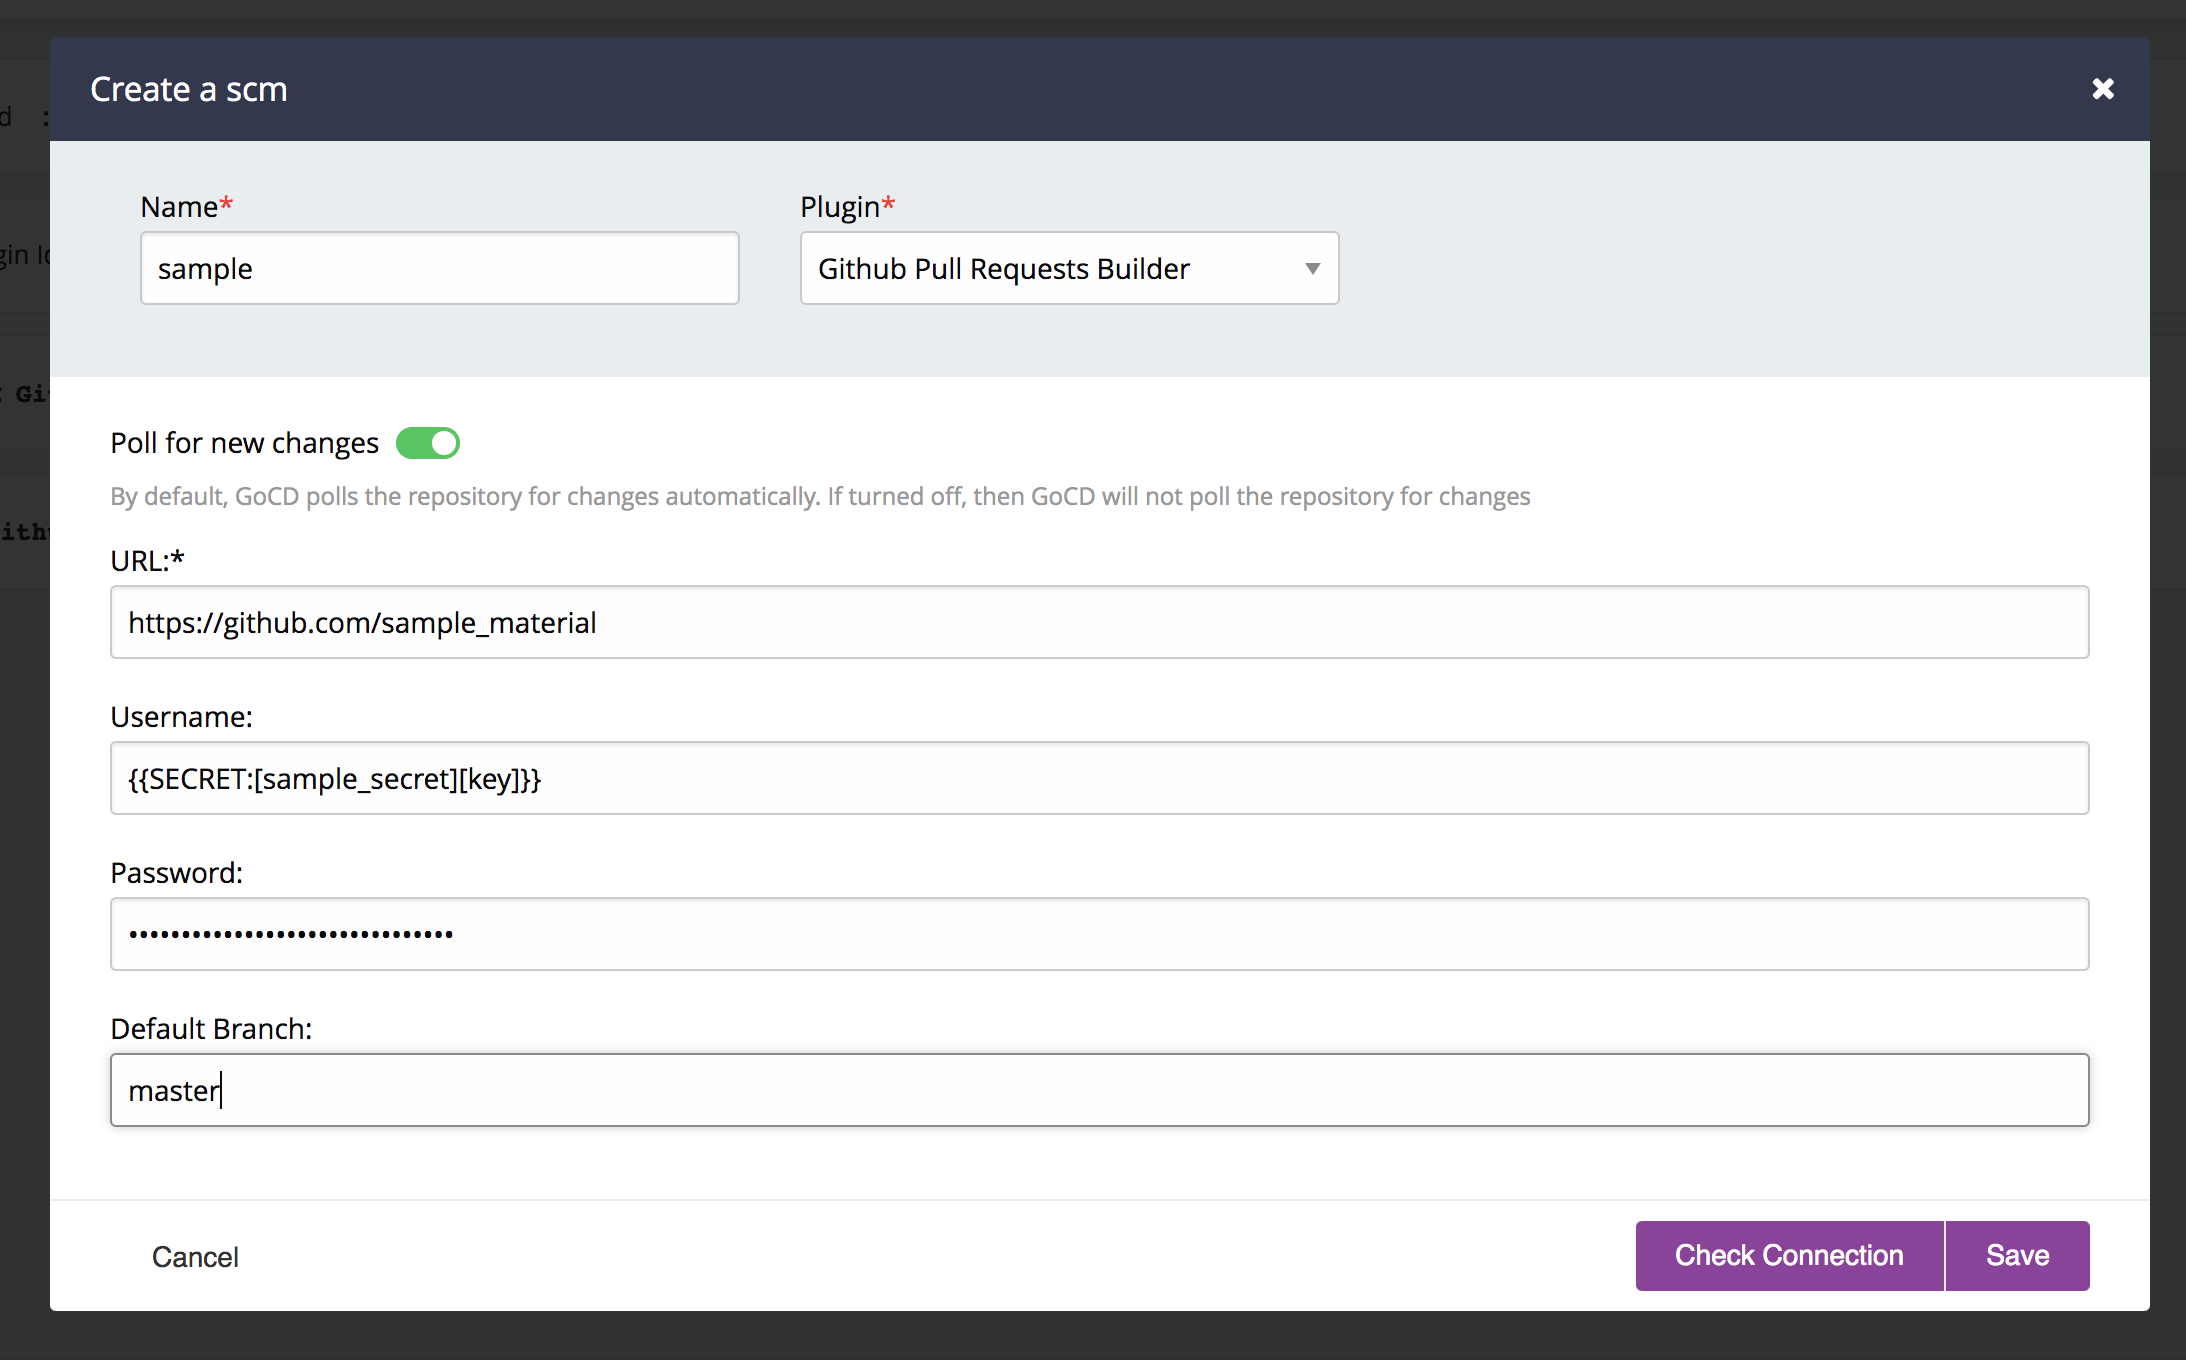 Create a scm
Name* Plugin*
sample Github Pull Requests Builder
Poll for new changes
By default, GoCD polls the repository for changes automatically. If turned off, then GoCD will not poll the repository for changes
URL:*
https://github.com/sample_material
Username:
{{SECRET:[sample_secret][key]}}
Password:
Default Branch:
master
Cancel Check Connection Save